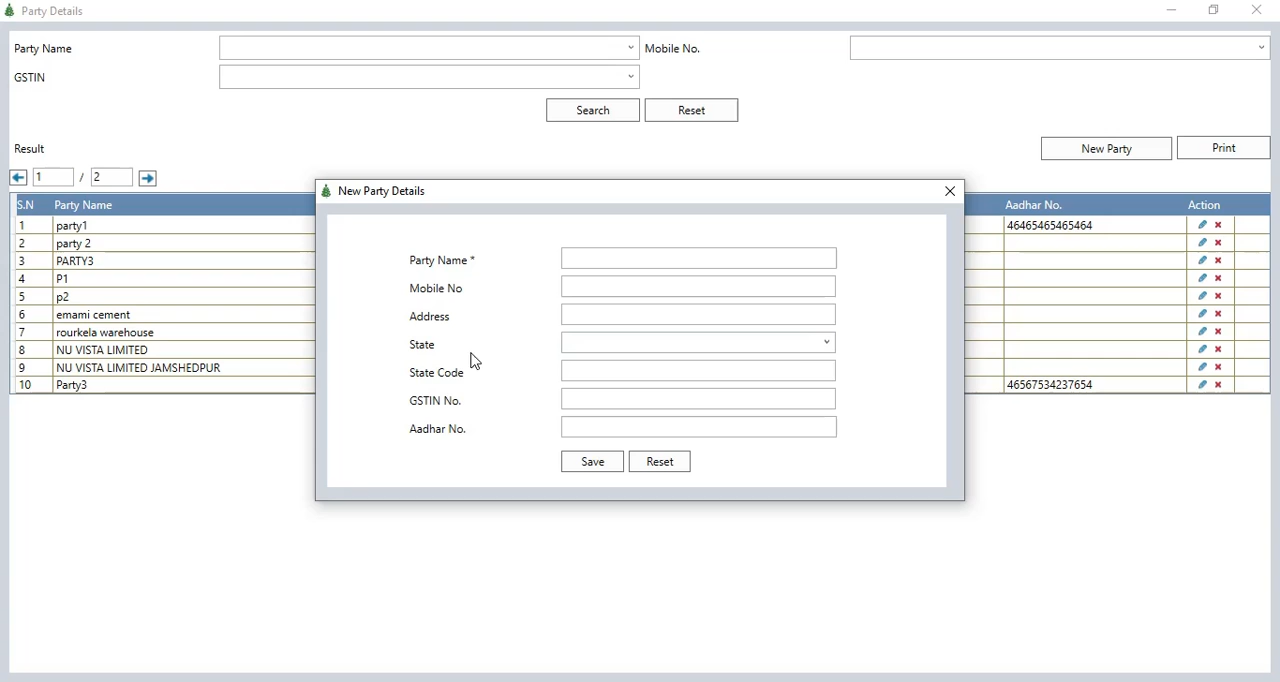 Party Details
Party Name
Mobile No.
GSTIN
Search Reset
Result
New Party Print
1 / 2
S.N Party Name Aadhar No. Action
1 party1 46465465465464
2 party 2
3 PARTY3
4 P1
5 p2
6 emami cement
7 rourkela warehouse
8 NU VISTA LIMITED
9 NU VISTA LIMITED JAMSHEDPUR
10 Party3 46567534237654
New Party Details
Party Name *
Mobile No
Address
State
State Code
GSTIN No.
Aadhar No.
Save Reset